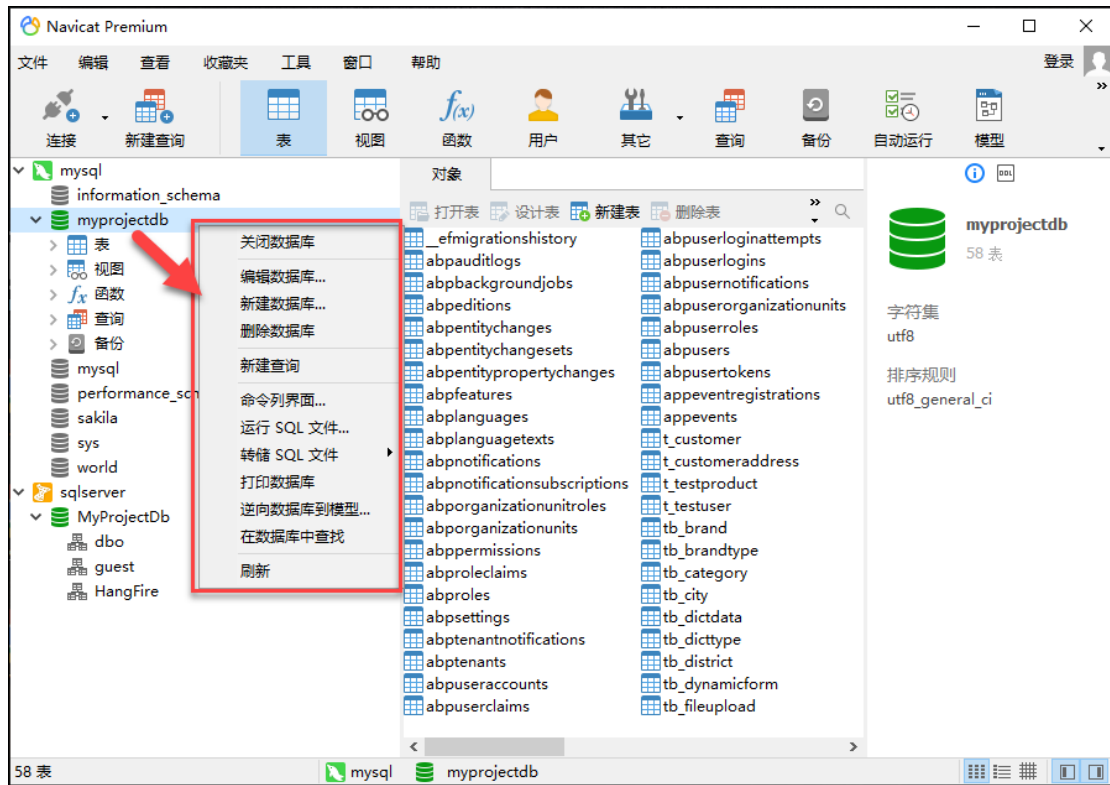 Navicat Premium
文件 编辑 查看 收藏夹 工具 窗口 帮助 登录
连接 新建查询 表 视图 函数 用户 其它 查询 备份 自动运行 模型
mysql
information_schema
myprojectdb
表
视图
函数
查询
备份
mysql
performance_sch
sakila
sys
world
sqlserver
MyProjectDb
dbo
guest
HangFire
关闭数据库
编辑数据库...
新建数据库...
删除数据库
新建查询
命令列界面...
运行 SQL 文件...
转储 SQL 文件
打印数据库
逆向数据库到模型...
在数据库中查找
刷新
对象
打开表 设计表 新建表 删除表
__efmigrationshistory
abpauditlogs
abpbackgroundjobs
abpeditions
abpentitychanges
abpentitychangesets
abpentitypropertychanges
abpfeatures
abplanguages
abplanguagetexts
abpnotifications
abpnotificationsubscriptions
abporganizationunitroles
abporganizationunits
abppermissions
abproleclaims
abproles
abpsettings
abptenantnotifications
abptenants
abpuseraccounts
abpuserclaims
abpuserloginattempts
abpuserlogins
abpusernotifications
abpuserorganizationunits
abpuserroles
abpusers
abpusertokens
appeventregistrations
appevents
t_customer
t_customeraddress
t_testproduct
t_testuser
tb_brand
tb_brandtype
tb_category
tb_city
tb_dictdata
tb_dicttype
tb_district
tb_dynamicform
tb_fileupload
DDL
myprojectdb
58 表
字符集
utf8
排序规则
utf8_general_ci
58 表 mysql myprojectdb